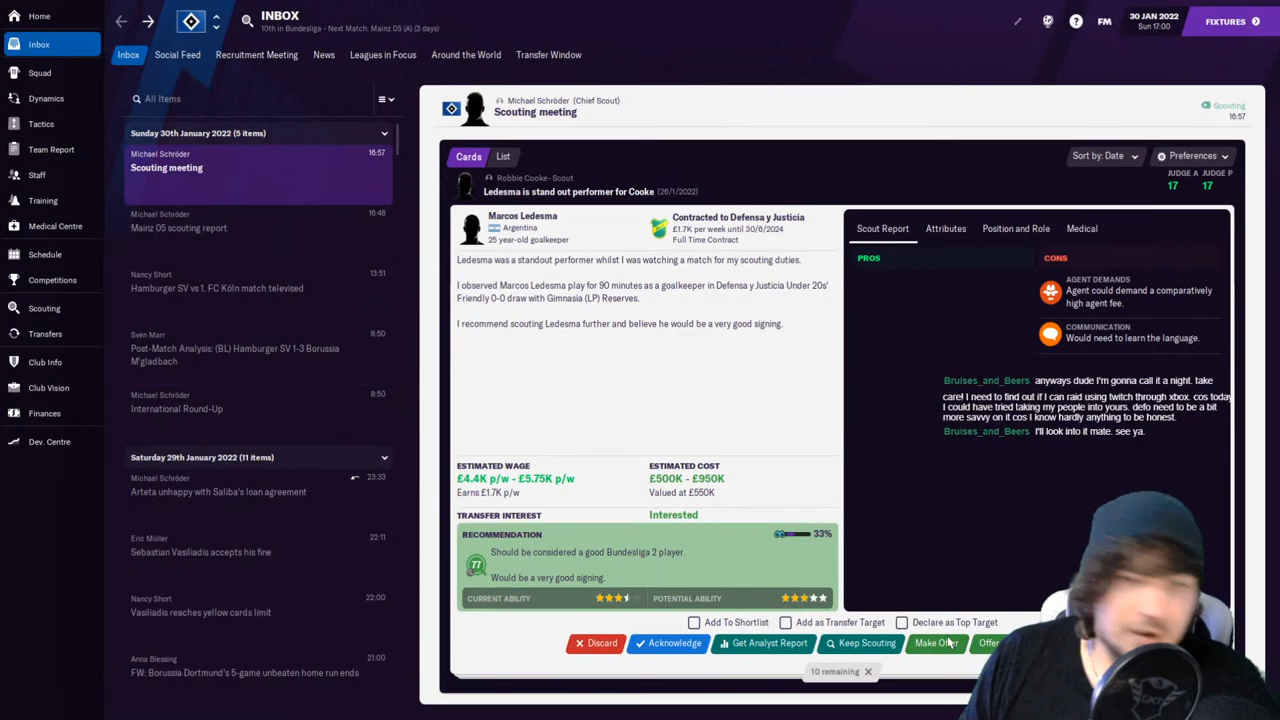 Home
INBOX
10th in Bundesliga - Next Match: Mainz 05 (A) (3 days)
FM
30 JAN 2022
Sun 17:00
FIXTURES
Inbox
Squad
Dynamics
Tactics
Team Report
Staff
Training
Medical Centre
Schedule
Competitions
Scouting
Transfers
Club Info
Club Vision
Finances
Dev. Centre
Inbox
Social Feed
Recruitment Meeting
News
Leagues in Focus
Around the World
Transfer Window
All Items
Sunday 30th January 2022 (5 items)
Michael Schröder
16:57
Scouting meeting
Michael Schröder
16:48
Mainz 05 scouting report
Nancy Short
13:51
Hamburger SV vs 1. FC Köln match televised
Sven Marr
8:50
Post-Match Analysis: (BL) Hamburger SV 1-3 Borussia
M'gladbach
Michael Schröder
8:50
International Round-Up
Saturday 29th January 2022 (11 items)
Michael Schröder
23:33
Arteta unhappy with Saliba's loan agreement
Eric Müller
22:11
Sebastian Vasiliadis accepts his fine
Nancy Short
22:00
Vasiliadis reaches yellow cards limit
Anna Blessing
21:00
FW: Borussia Dortmund's 5-game unbeaten home run ends
Michael Schröder (Chief Scout)
Scouting meeting
Scouting
16:57
Cards
List
Sort by: Date
Preferences
Robbie Cooke- Scout
Ledesma is stand out performer for Cooke (26/1/2022)
JUDGE A
JUDGE P
17
17
Marcos Ledesma
Argentina
25 year-old goalkeeper
Contracted to Defensa y Justicia
£1.7K per week until 30/6/2024
Full Time Contract
Ledesma was a standout performer whilst I was watching a match for my scouting duties.
I observed Marcos Ledesma play for 90 minutes as a goalkeeper in Defensa y Justicia Under 20s'
Friendly 0-0 draw with Gimnasia (LP) Reserves.
I recommend scouting Ledesma further and believe he would be a very good signing.
ESTIMATED WAGE
£4.4K p/w - £5.75K p/w
Earns £1.7K p/w
ESTIMATED COST
£500K - £950K
Valued at £550K
TRANSFER INTEREST
Interested
RECOMMENDATION
33%
77
Should be considered a good Bundesliga 2 player.
Would be a very good signing.
CURRENT ABILITY
POTENTIAL ABILITY
Scout Report
Attributes
Position and Role
Medical
PROS
CONS
AGENT DEMANDS
Agent could demand a comparatively
high agent fee.
COMMUNICATION
Would need to learn the language.
Bruises_and_Beers anyways dude I'm gonna call it a night. take
care! I need to find out if I can raid using twitch through xbox. cos today
I could have tried taking my people into yours. defo need to be a bit
more savvy on it cos I know hardly anything to be honest.
Bruises_and_Beers I'll look into it mate. see ya.
Add To Shortlist
Add as Transfer Target
Declare as Top Target
Discard
Acknowledge
Get Analyst Report
Keep Scouting
Make Offer
Offer
10 remaining